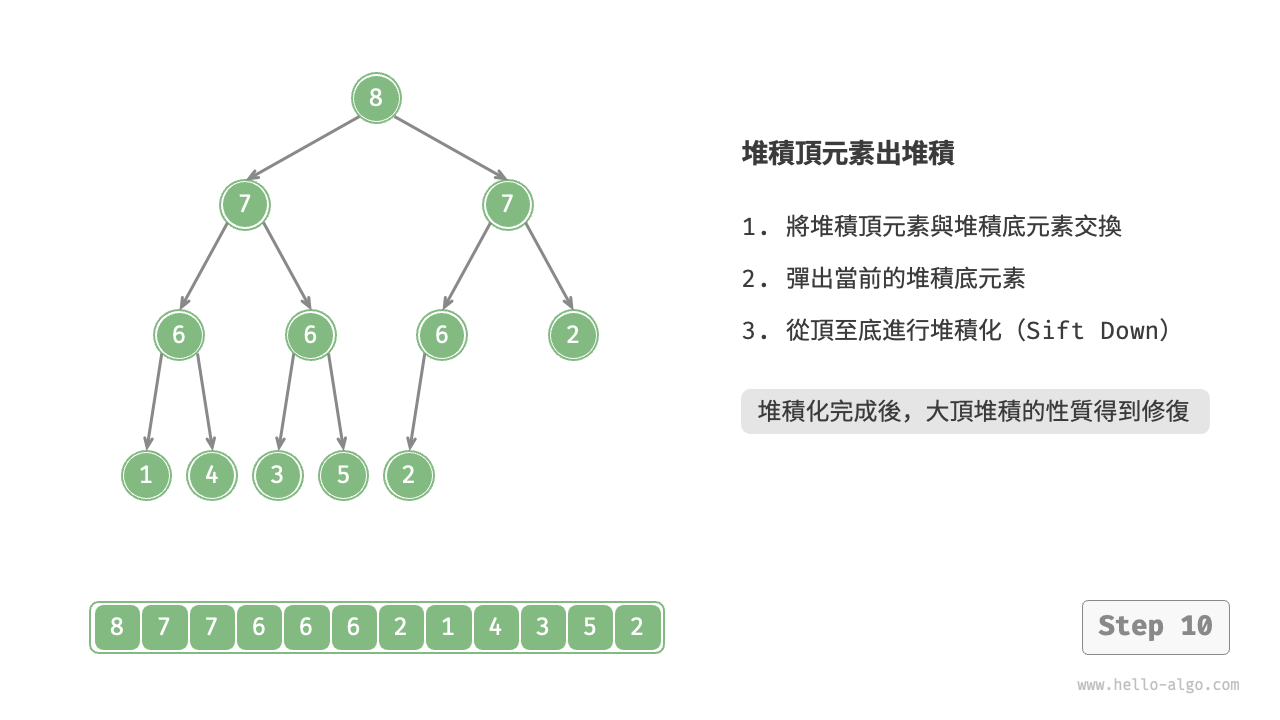 8
7 7
6 6 6 2
1 4 3 5 2
8 7 7 6 6 6 2 1 4 3 5 2
堆積頂元素出堆積
1. 將堆積頂元素與堆積底元素交換
2. 彈出當前的堆積底元素
3. 從頂至底進行堆積化（Sift Down）
堆積化完成後，大頂堆積的性質得到修復
Step 10
www.hello-algo.com